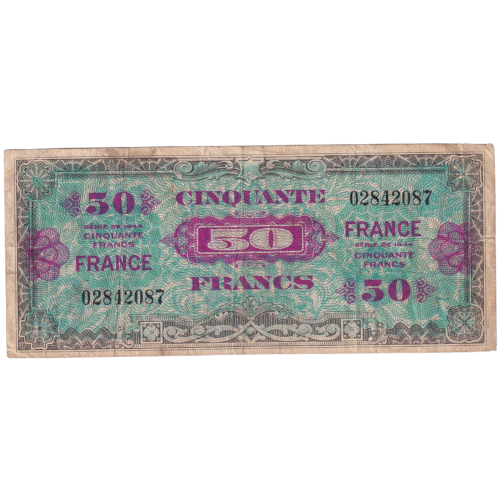 50
SÉRIE DE 1944
CINQUANTE
FRANCS
FRANCE
02842087
CINQUANTE
50
FRANCS
02842087
FRANCE
SÉRIE DE 1944
CINQUANTE
FRANCS
50